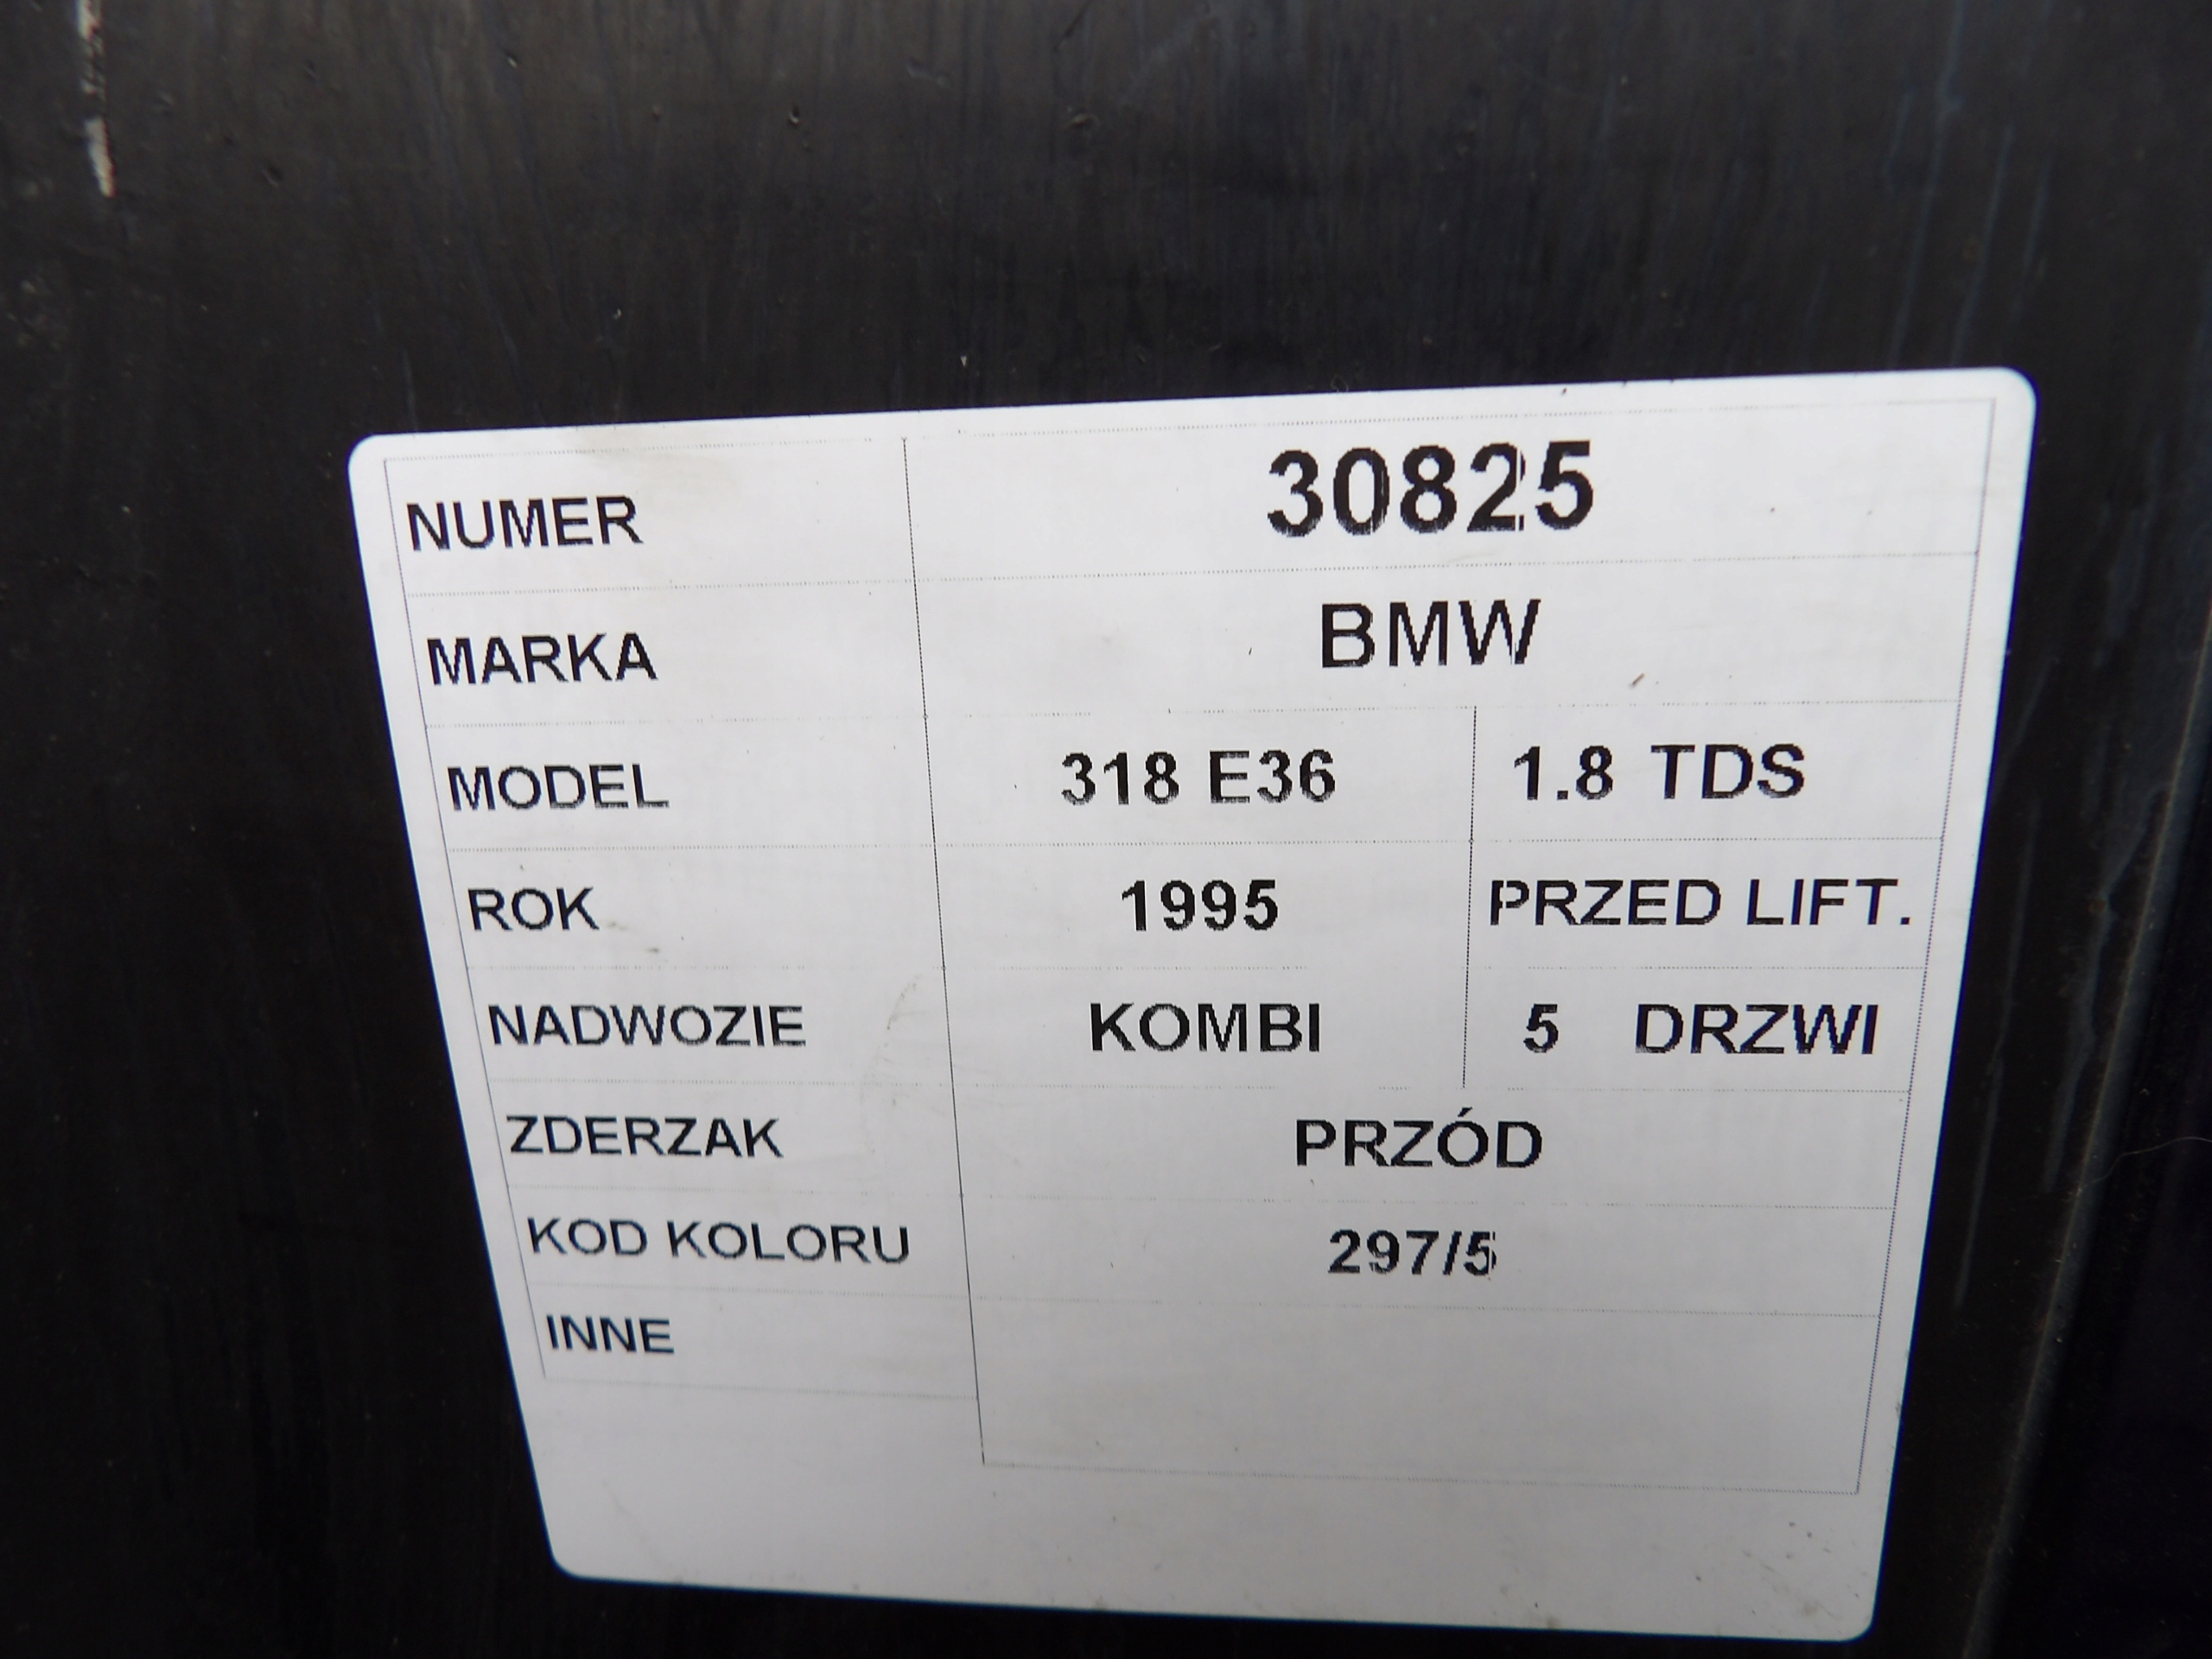 NUMER 30825
MARKA BMW
MODEL 318 E36 1.8 TDS
ROK 1995 PRZED LIFT.
NADWOZIE KOMBI 5 DRZWI
ZDERZAK PRZÓD
KOD KOLORU 297/5
INNE